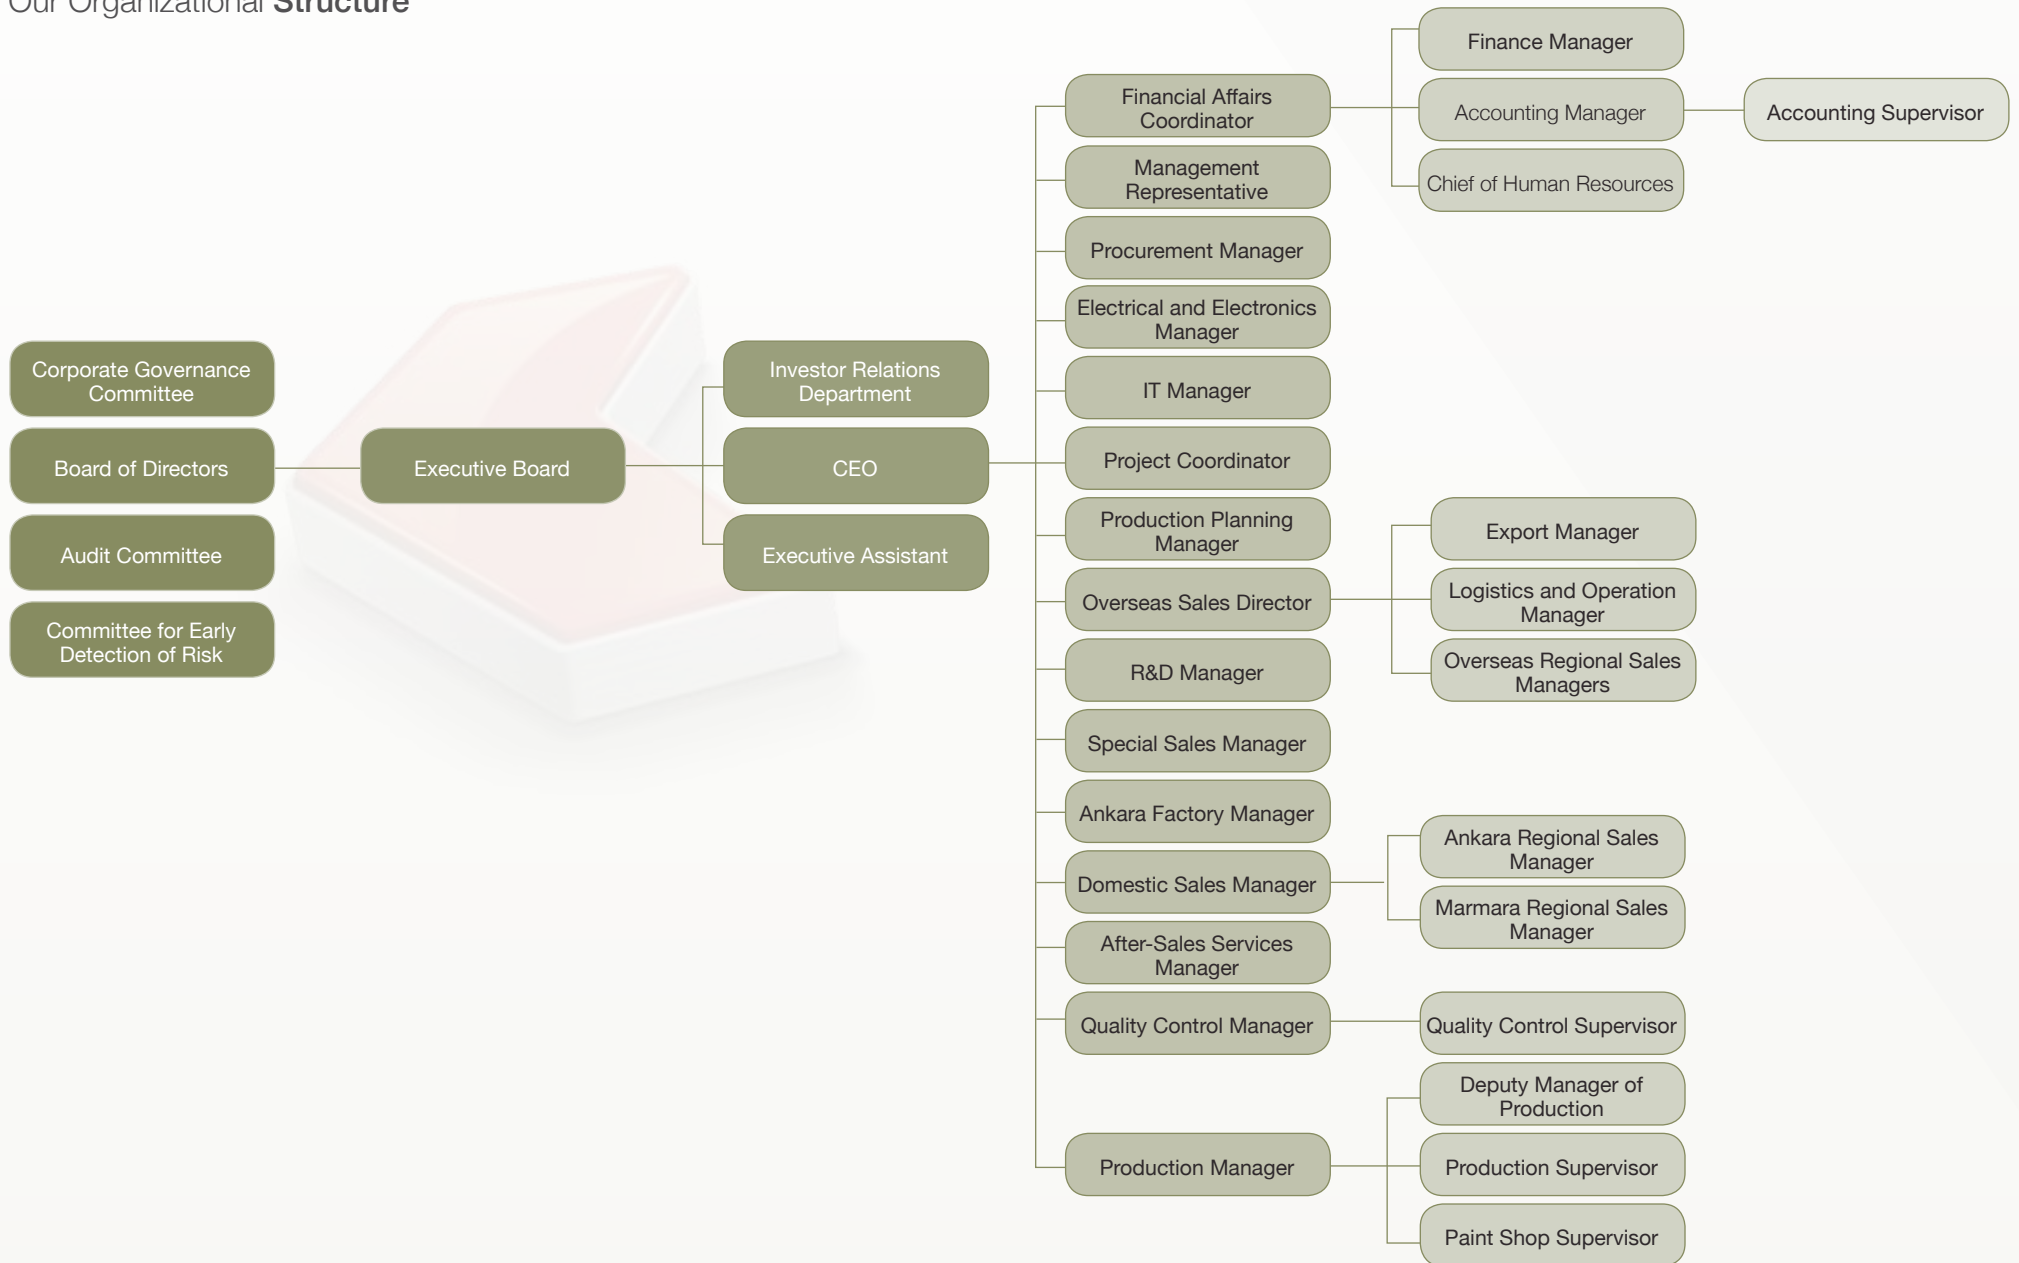 Our Organizational Structure
Corporate Governance
Committee
Board of Directors
Audit Committee
Committee for Early
Detection of Risk
Executive Board
Investor Relations
Department
CEO
Executive Assistant
Financial Affairs
Coordinator
Management
Representative
Procurement Manager
Electrical and Electronics
Manager
IT Manager
Project Coordinator
Production Planning
Manager
Overseas Sales Director
R&D Manager
Special Sales Manager
Ankara Factory Manager
Domestic Sales Manager
After-Sales Services
Manager
Quality Control Manager
Production Manager
Finance Manager
Accounting Manager
Chief of Human Resources
Export Manager
Logistics and Operation
Manager
Overseas Regional Sales
Managers
Ankara Regional Sales
Manager
Marmara Regional Sales
Manager
Quality Control Supervisor
Deputy Manager of
Production
Production Supervisor
Paint Shop Supervisor
Accounting Supervisor